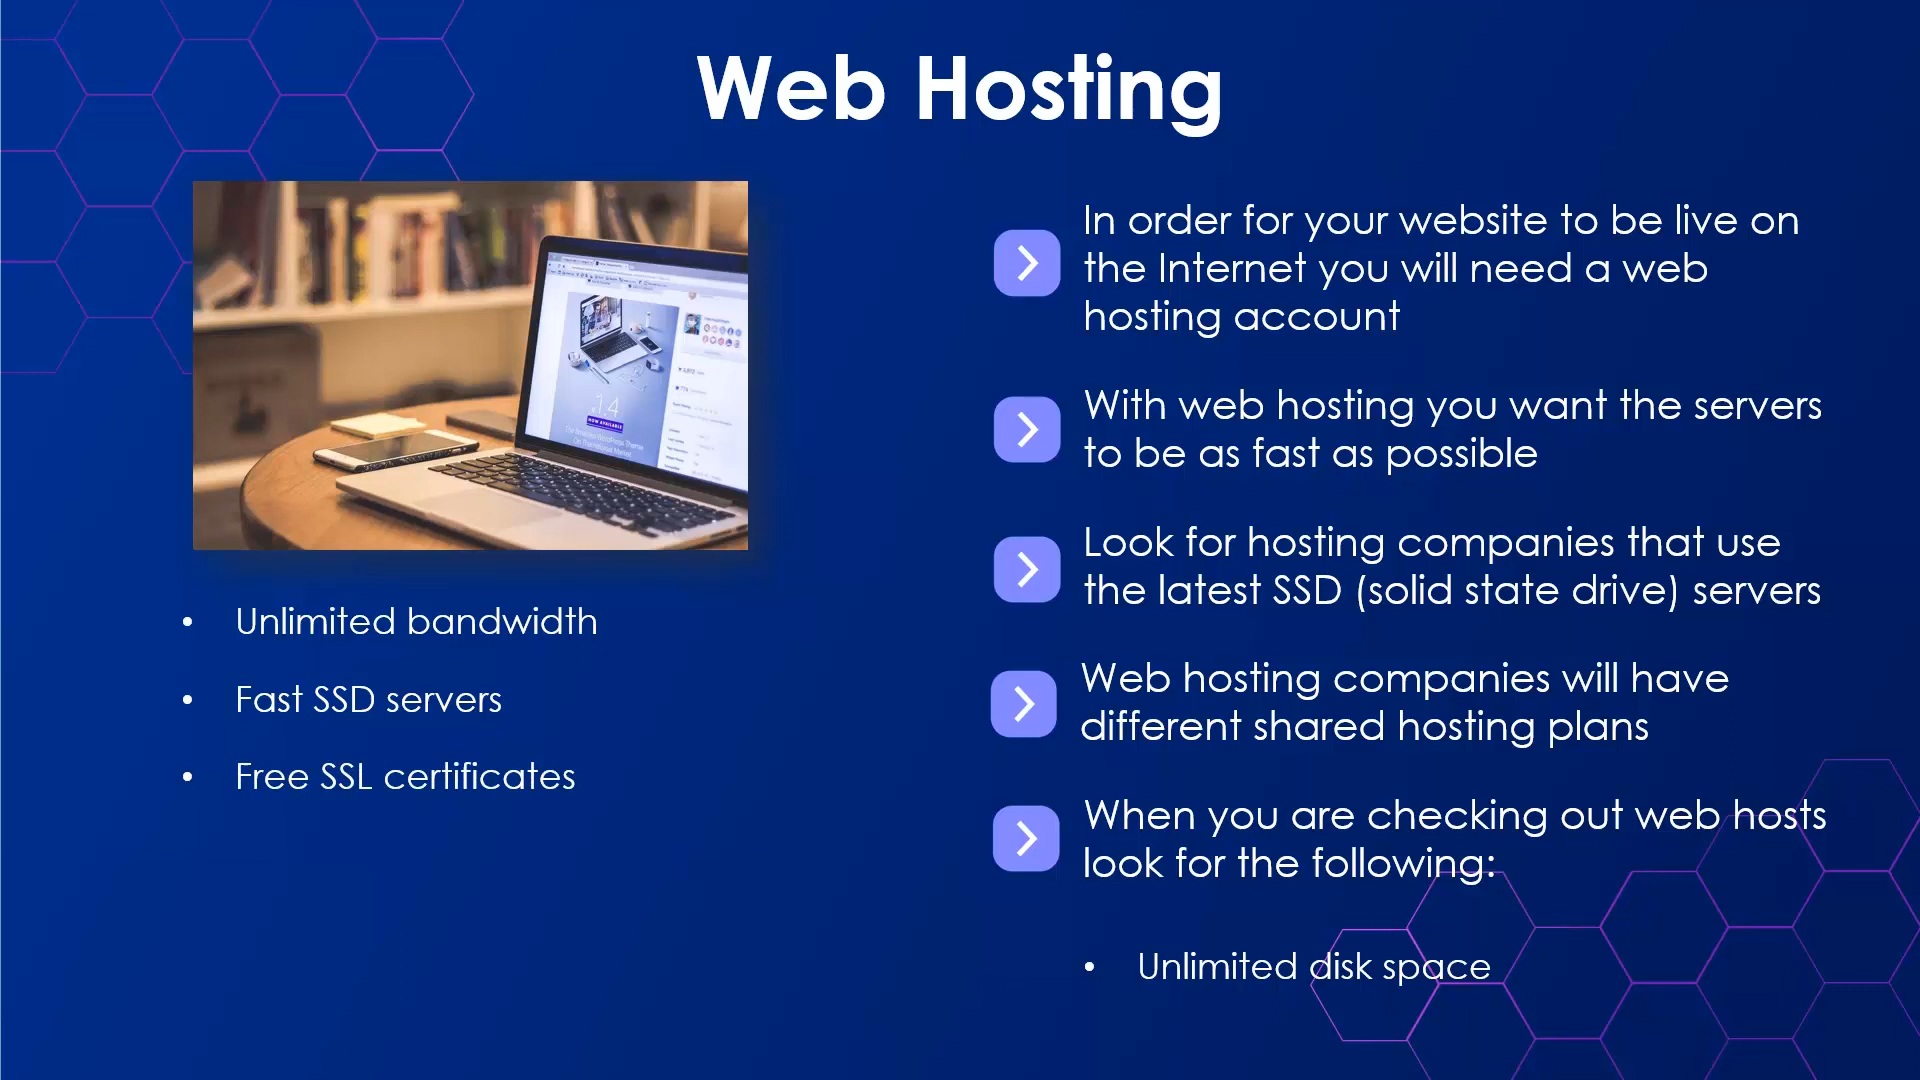 Web Hosting
In order for your website to be live on
the Internet you will need a web
hosting account
With web hosting you want the servers
to be as fast as possible
Look for hosting companies that use
the latest SSD (solid state drive) servers
Web hosting companies will have
different shared hosting plans
When you are checking out web hosts
look for the following:
• Unlimited disk space
• Unlimited bandwidth
• Fast SSD servers
• Free SSL certificates
1.4
NOW AVAILABLE